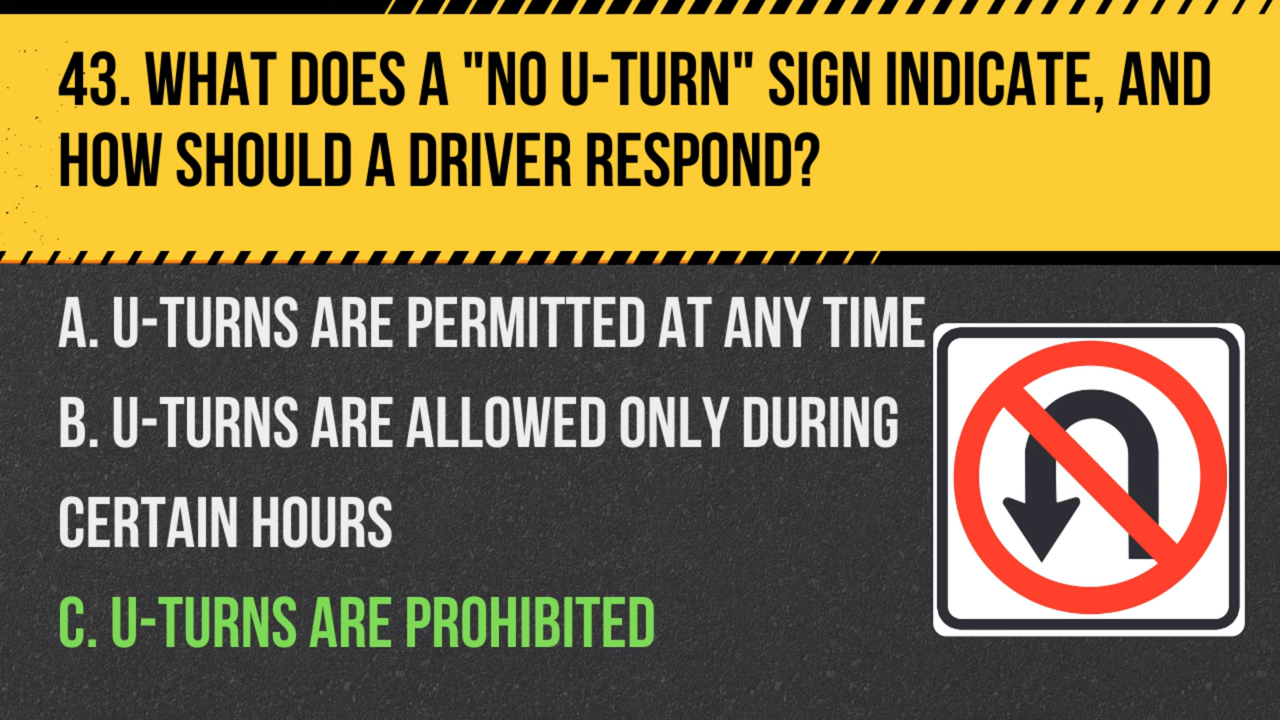 43. WHAT DOES A "NO U-TURN" SIGN INDICATE, AND
HOW SHOULD A DRIVER RESPOND?
A. U-TURNS ARE PERMITTED AT ANY TIME
B. U-TURNS ARE ALLOWED ONLY DURING
CERTAIN HOURS
C. U-TURNS ARE PROHIBITED